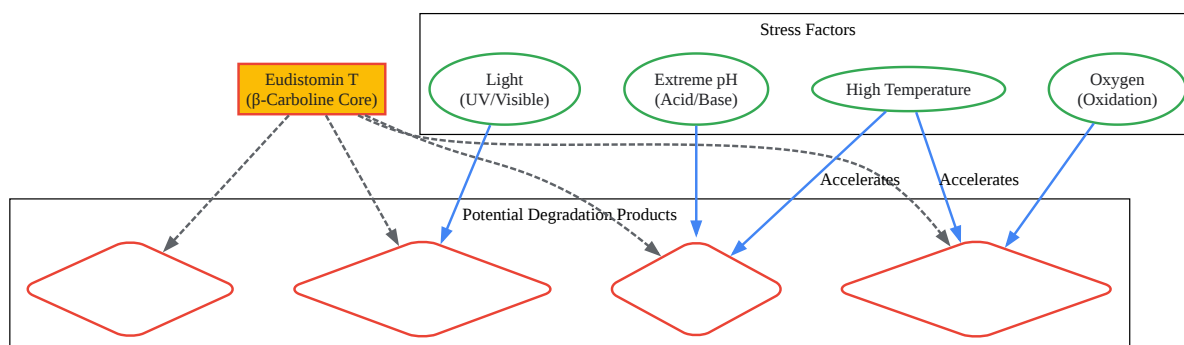 Stress Factors
Eudistomin T
(β-Carboline Core)
Light
(UV/Visible)
Extreme pH
(Acid/Base)
High Temperature
Oxygen
(Oxidation)
Accelerates
Accelerates
Potential Degradation Products